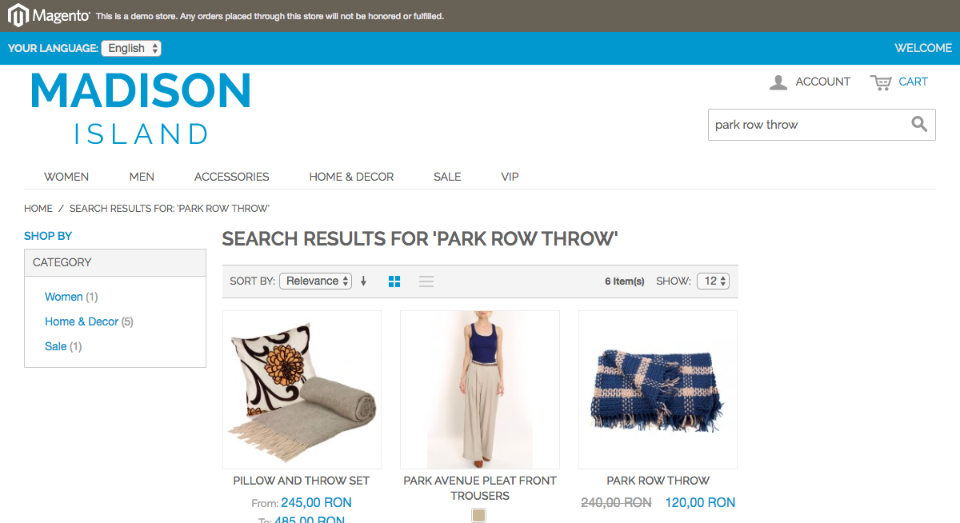 Magento This is a demo store. Any orders placed through this store will not be honored or fulfilled.
YOUR LANGUAGE: English WELCOME
MADISON
ISLAND
ACCOUNT CART
park row throw
WOMEN MEN ACCESSORIES HOME & DECOR SALE VIP
HOME / SEARCH RESULTS FOR: 'PARK ROW THROW'
SHOP BY
CATEGORY
Women (1)
Home & Decor (5)
Sale (1)
SEARCH RESULTS FOR 'PARK ROW THROW'
SORT BY: Relevance 6 Item(s) SHOW: 12
PILLOW AND THROW SET
From: 245,00 RON
To: 485,00 RON
PARK AVENUE PLEAT FRONT
TROUSERS
PARK ROW THROW
240,00 RON 120,00 RON